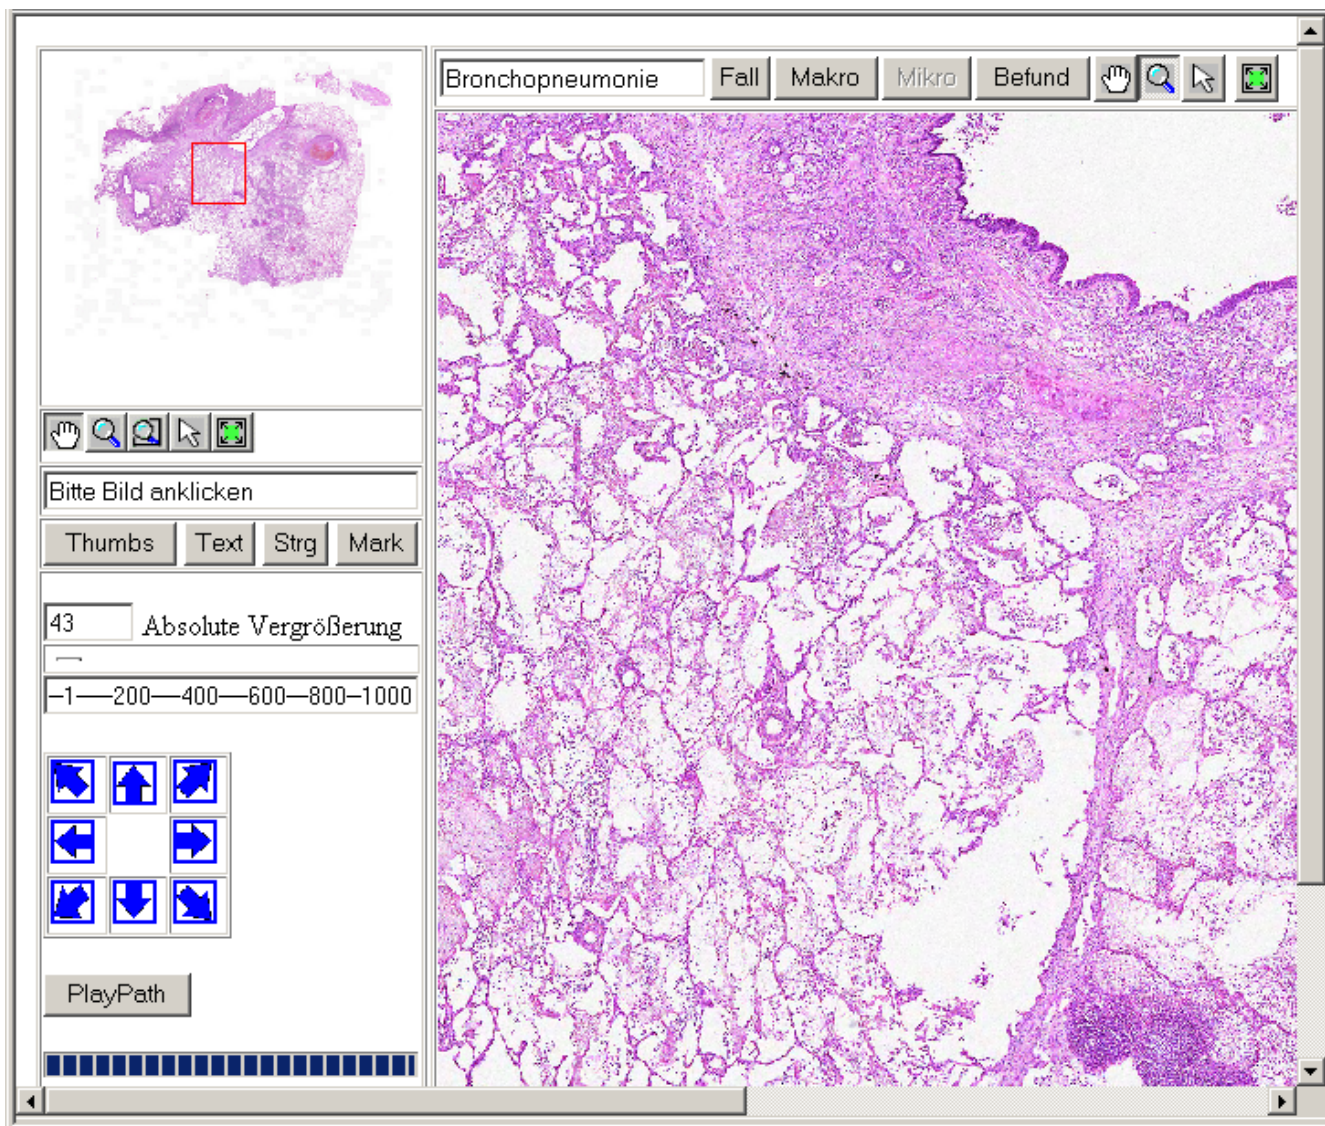 Bronchopneumonie Fall Makro Mikro Befund
Bitte Bild anklicken
Thumbs Text Strg Mark
43 Absolute Vergrößerung
–1––200––400––600––800–1000
PlayPath